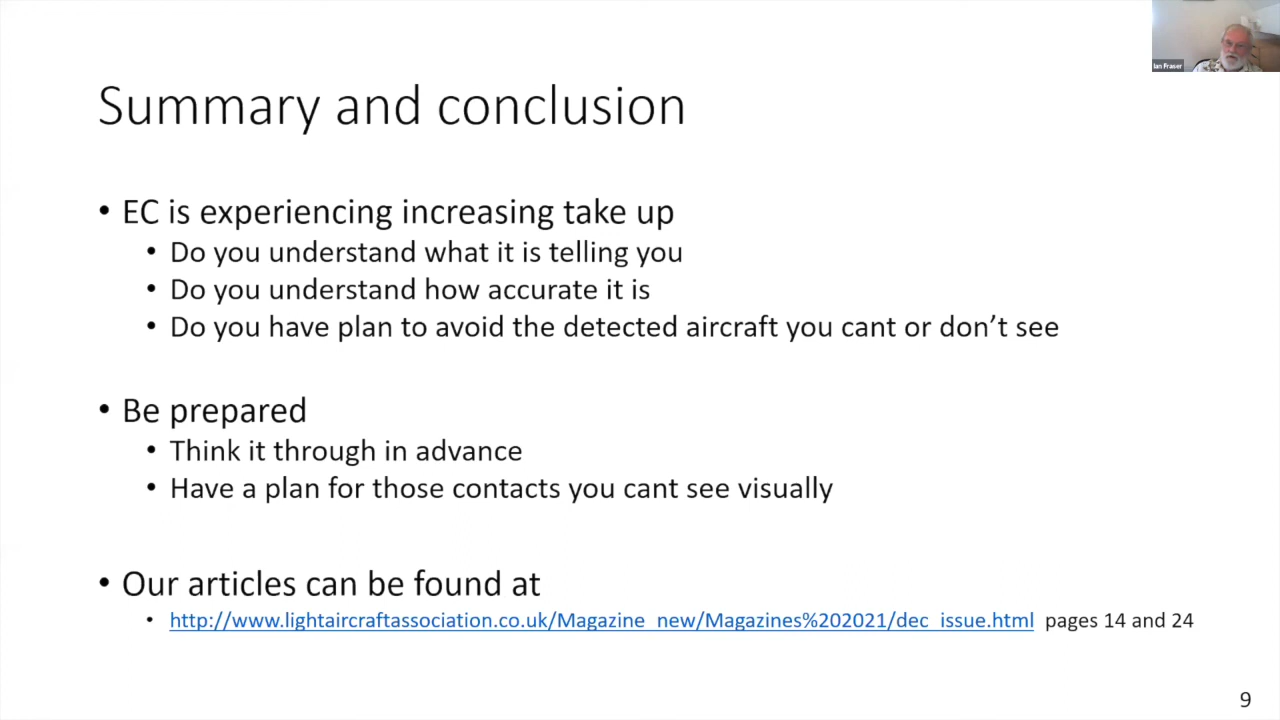 Ian Fraser
Summary and conclusion
• EC is experiencing increasing take up
• Do you understand what it is telling you
• Do you understand how accurate it is
• Do you have plan to avoid the detected aircraft you cant or don’t see
• Be prepared
• Think it through in advance
• Have a plan for those contacts you cant see visually
• Our articles can be found at
• http://www.lightaircraftassociation.co.uk/Magazine_new/Magazines%202021/dec_issue.html pages 14 and 24
9